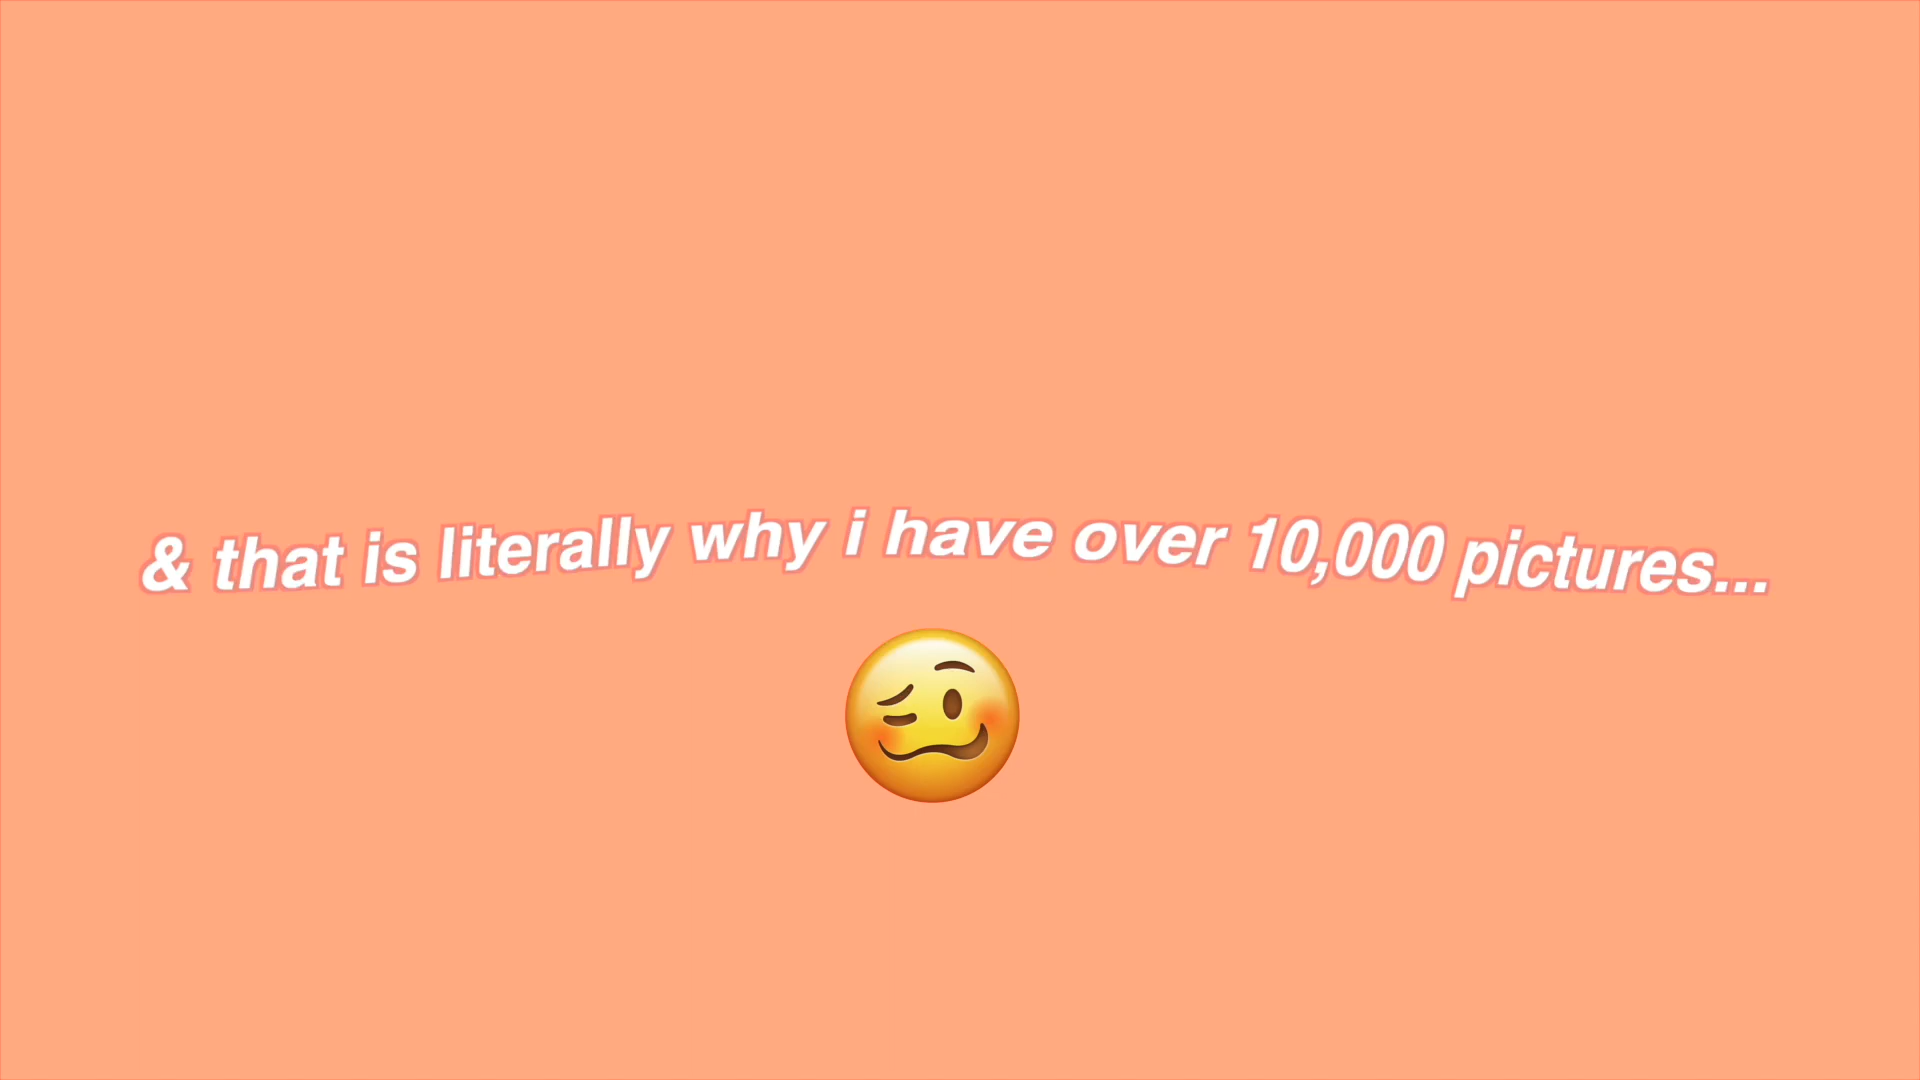 & that is literally why i have over 10,000 pictures...